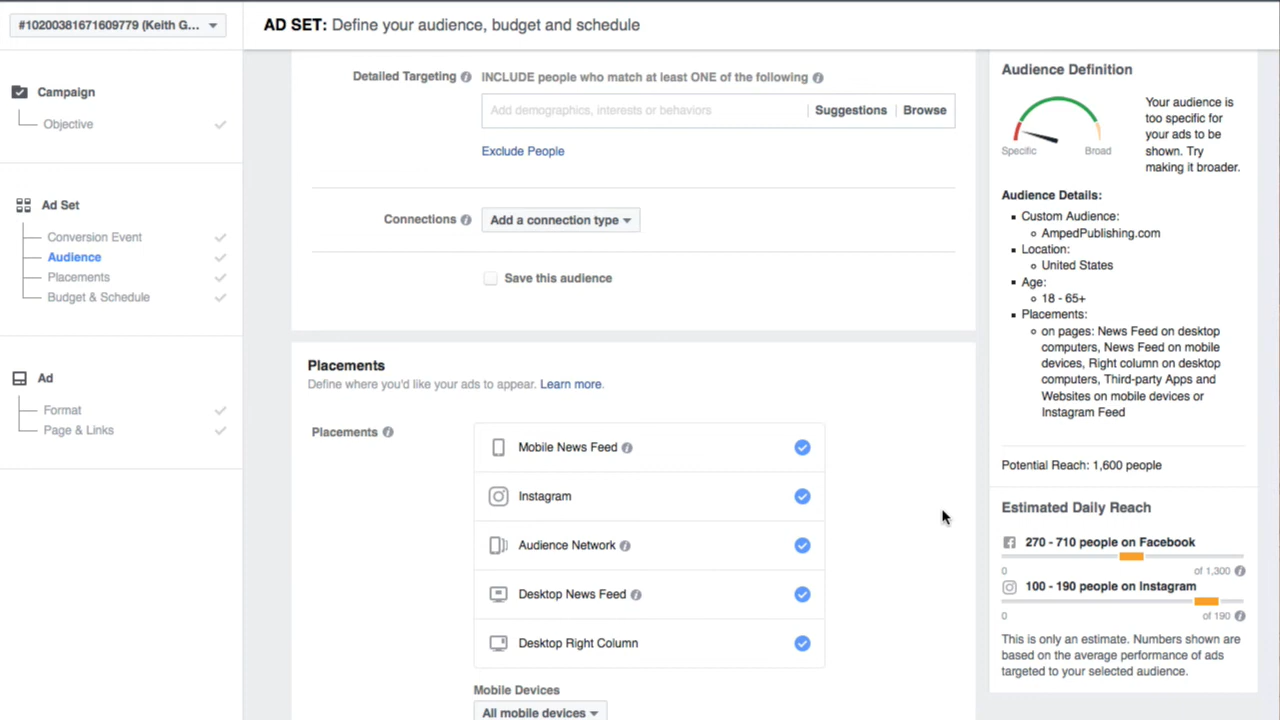 #10200381671609779 (Keith G...
AD SET: Define your audience, budget and schedule
Campaign
Objective
Ad Set
Conversion Event
Audience
Placements
Budget & Schedule
Ad
Format
Page & Links
Detailed Targeting
INCLUDE people who match at least ONE of the following
Add demographics, interests or behaviors
Suggestions
Browse
Exclude People
Connections
Add a connection type
Save this audience
Placements
Define where you'd like your ads to appear. Learn more.
Placements
Mobile News Feed
Instagram
Audience Network
Desktop News Feed
Desktop Right Column
Mobile Devices
All mobile devices
Audience Definition
Specific
Broad
Your audience is
too specific for
your ads to be
shown. Try
making it broader.
Audience Details:
Custom Audience:
AmpedPublishing.com
Location:
United States
Age:
18 - 65+
Placements:
on pages: News Feed on desktop
computers, News Feed on mobile
devices, Right column on desktop
computers, Third-party Apps and
Websites on mobile devices or
Instagram Feed
Potential Reach: 1,600 people
Estimated Daily Reach
270 - 710 people on Facebook
0
of 1,300
100 - 190 people on Instagram
0
of 190
This is only an estimate. Numbers shown are
based on the average performance of ads
targeted to your selected audience.